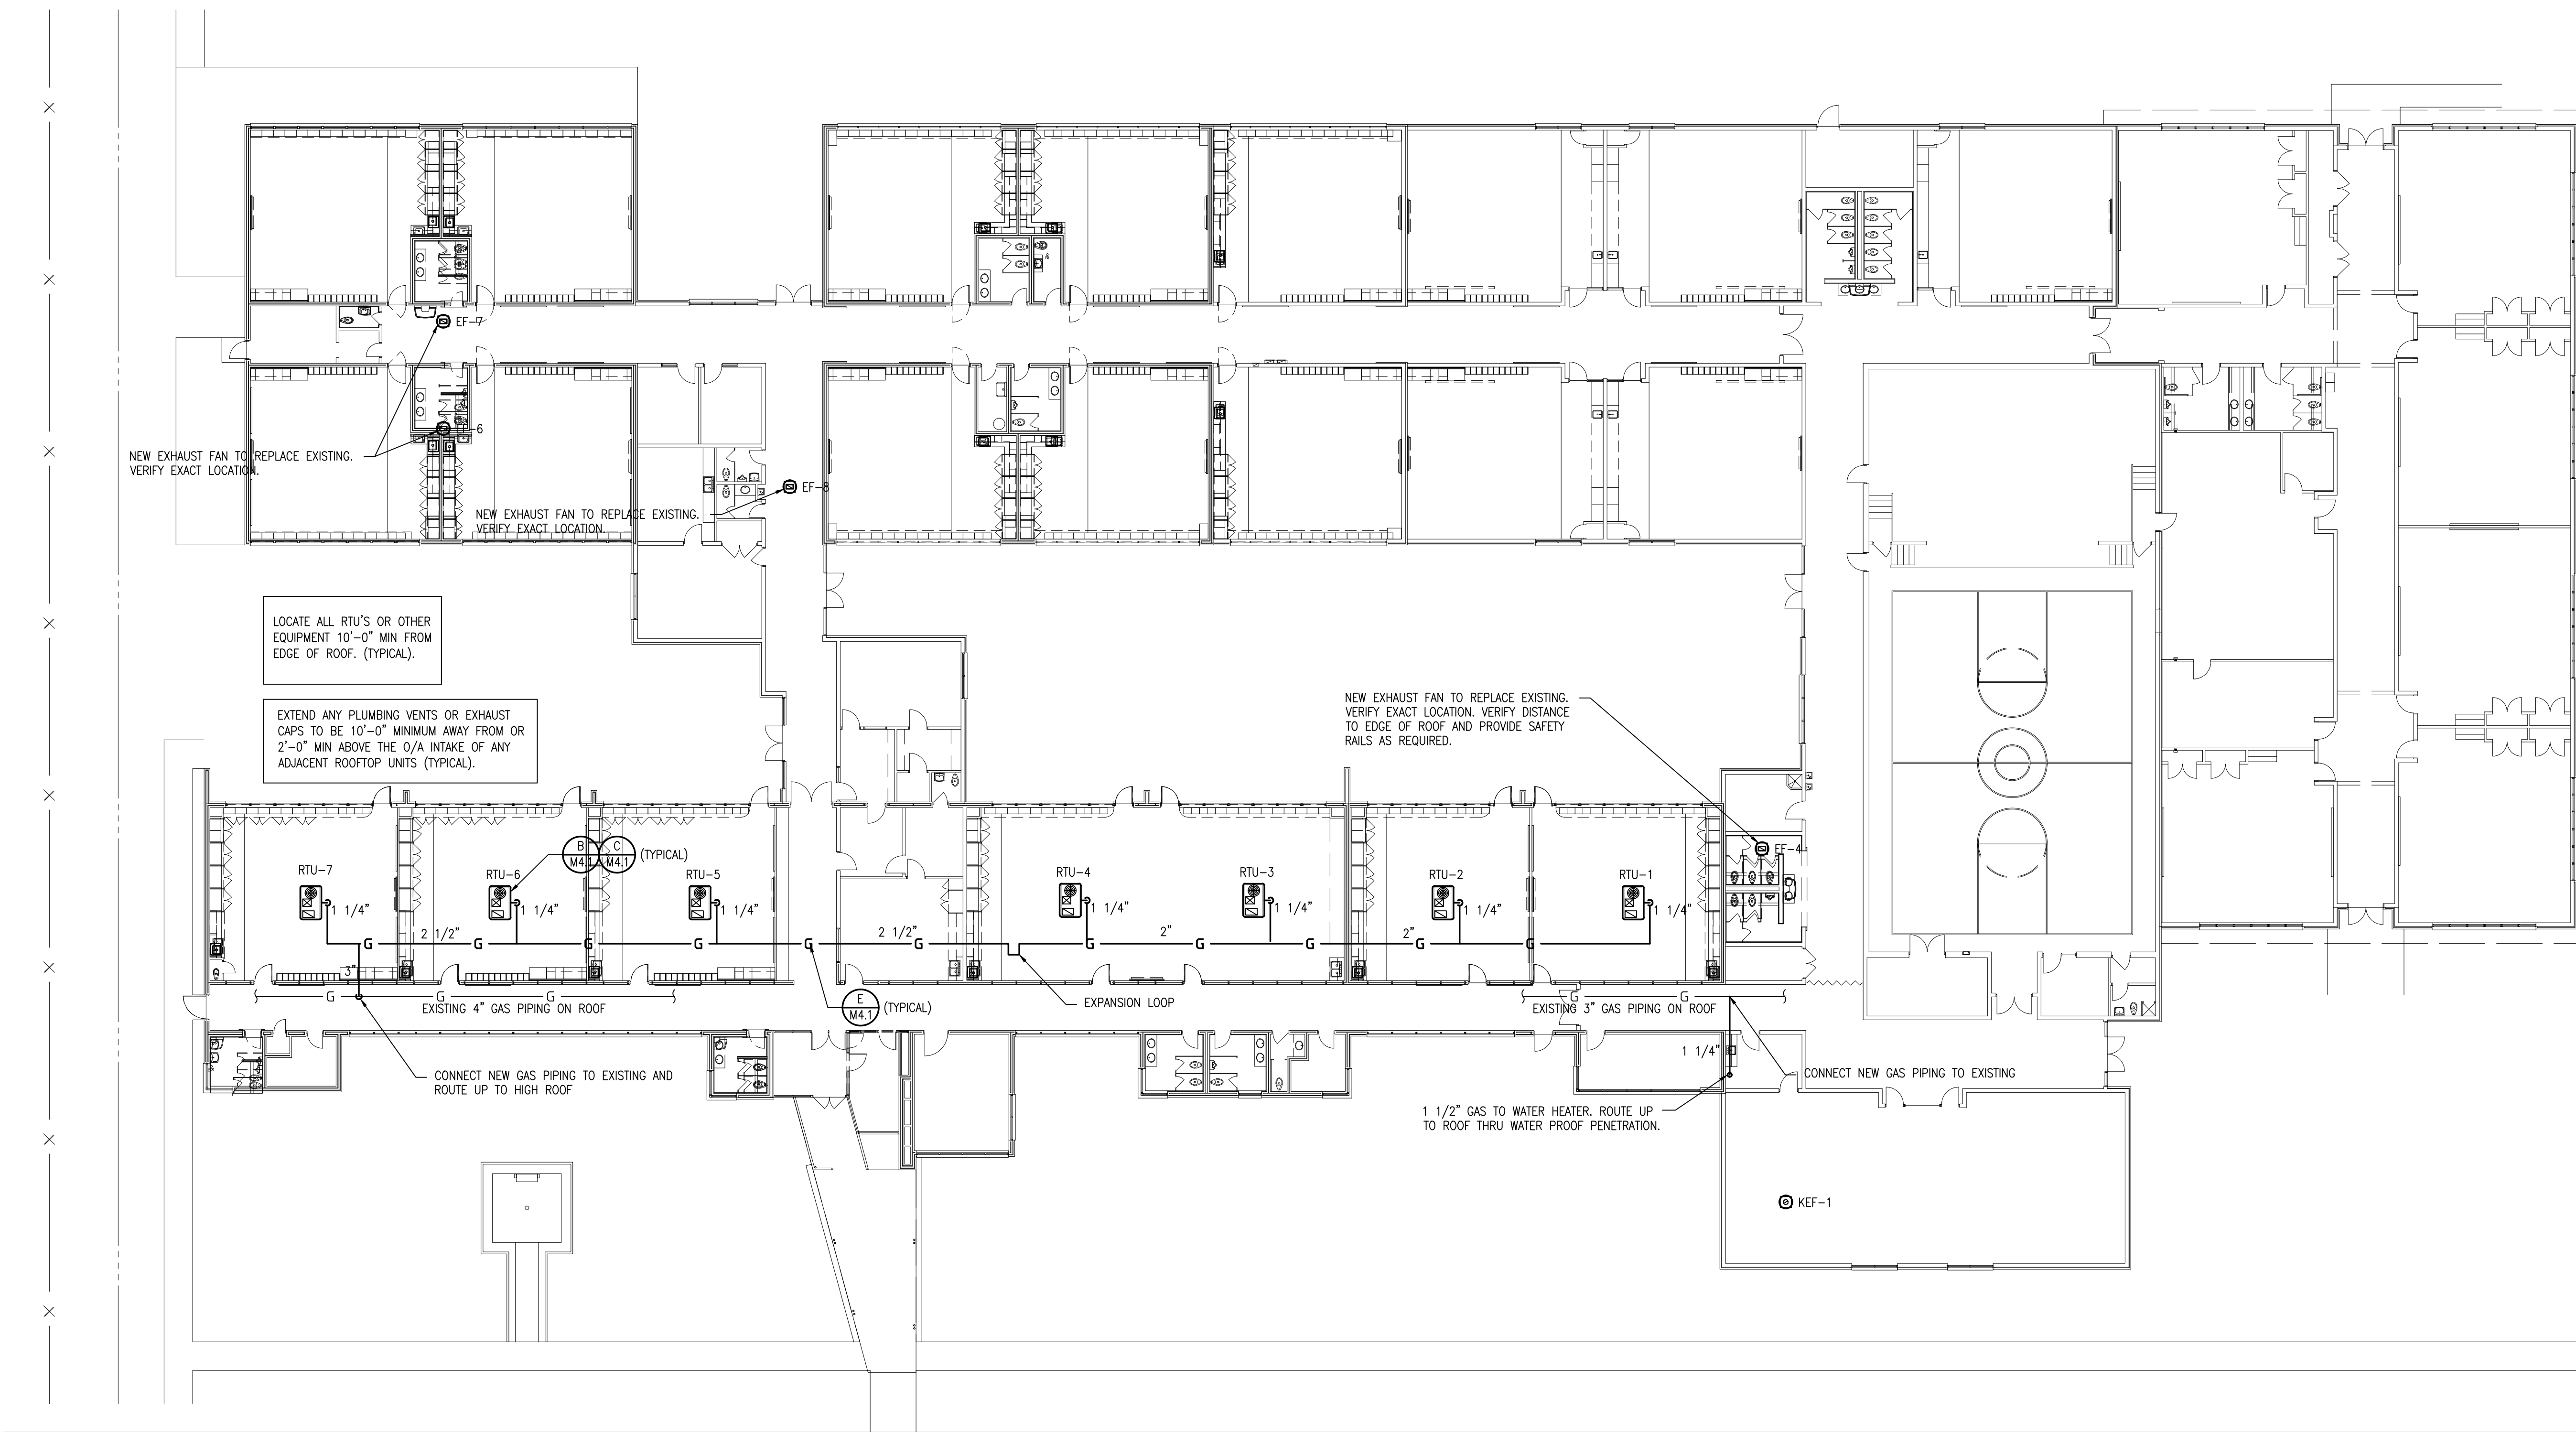 EF-7
EF-6
NEW EXHAUST FAN TO REPLACE EXISTING.
VERIFY EXACT LOCATION.
EF-8
NEW EXHAUST FAN TO REPLACE EXISTING.
VERIFY EXACT LOCATION.
LOCATE ALL RTU'S OR OTHER
EQUIPMENT 10'-0" MIN FROM
EDGE OF ROOF. (TYPICAL).
EXTEND ANY PLUMBING VENTS OR EXHAUST
CAPS TO BE 10'-0" MINIMUM AWAY FROM OR
2'-0" MIN ABOVE THE O/A INTAKE OF ANY
ADJACENT ROOFTOP UNITS (TYPICAL).
NEW EXHAUST FAN TO REPLACE EXISTING.
VERIFY EXACT LOCATION. VERIFY DISTANCE
TO EDGE OF ROOF AND PROVIDE SAFETY
RAILS AS REQUIRED.
EF-4
B C
M4.1 M4.1 (TYPICAL)
RTU-7 RTU-6 RTU-5 RTU-4 RTU-3 RTU-2 RTU-1
1 1/4" 1 1/4" 1 1/4" 1 1/4" 1 1/4" 1 1/4" 1 1/4"
2 1/2" 2 1/2" 2" 2"
G G G G G G G G G G G
3"
G G G
EXISTING 4" GAS PIPING ON ROOF
E
M4.1 (TYPICAL)
EXPANSION LOOP
G G
EXISTING 3" GAS PIPING ON ROOF
1 1/4"
CONNECT NEW GAS PIPING TO EXISTING AND
ROUTE UP TO HIGH ROOF
CONNECT NEW GAS PIPING TO EXISTING
1 1/2" GAS TO WATER HEATER. ROUTE UP
TO ROOF THRU WATER PROOF PENETRATION.
KEF-1